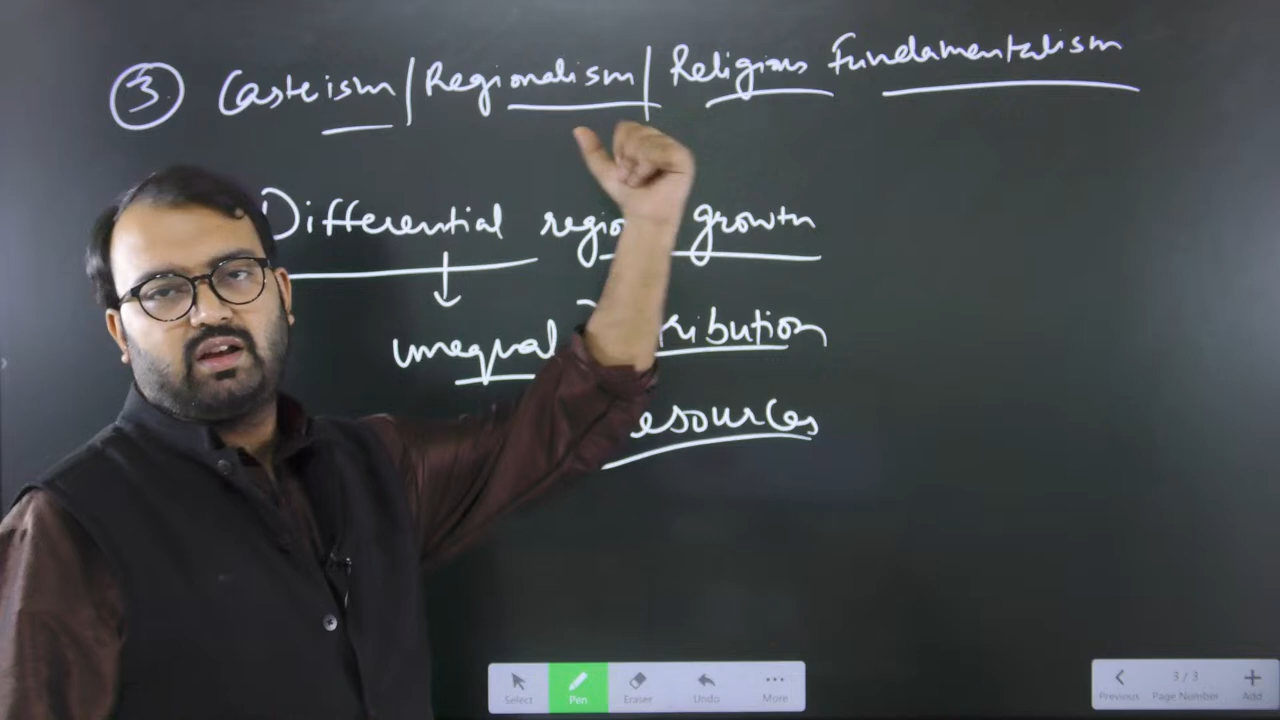 3 Casteism / Regionalism / Religious Fundamentalism
Differential growth
unequal
Select Pen Eraser Undo More
Previous 3 / 3 Page Number Add